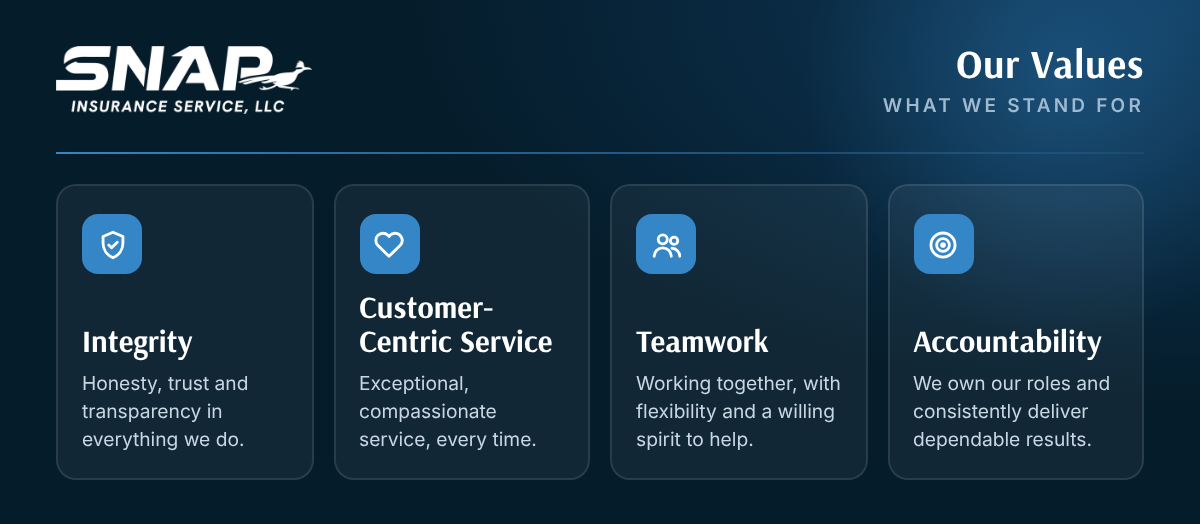 SNAP
INSURANCE SERVICE, LLC
Our Values
WHAT WE STAND FOR
Integrity
Honesty, trust and
transparency in
everything we do.
Customer-
Centric Service
Exceptional,
compassionate
service, every time.
Teamwork
Working together, with
flexibility and a willing
spirit to help.
Accountability
We own our roles and
consistently deliver
dependable results.